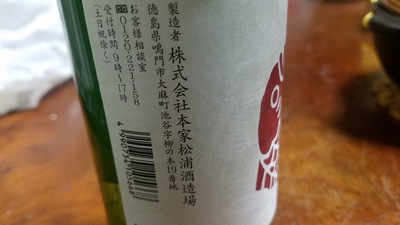 製造者 株式会社本家松浦酒造場
徳島県鳴門市大麻町池谷字柳の本19番地
お客様相談室
0120-221-158
受付時間 9時〜17時
(土日祝除く)